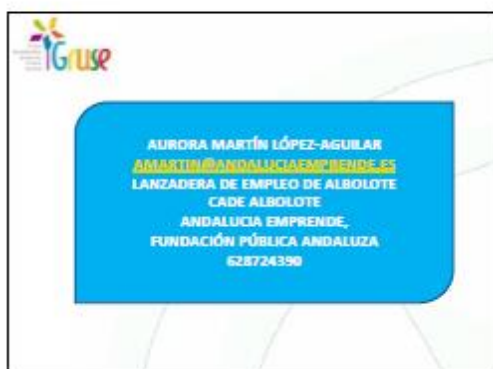 Gruse
AURORA MARTÍN LÓPEZ-AGUILAR
AMARTIN@ANDALUCIAEMPRENDE.ES
LANZADERA DE EMPLEO DE ALBOLOTE
CADE ALBOLOTE
ANDALUCIA EMPRENDE,
FUNDACIÓN PÚBLICA ANDALUZA
628724390